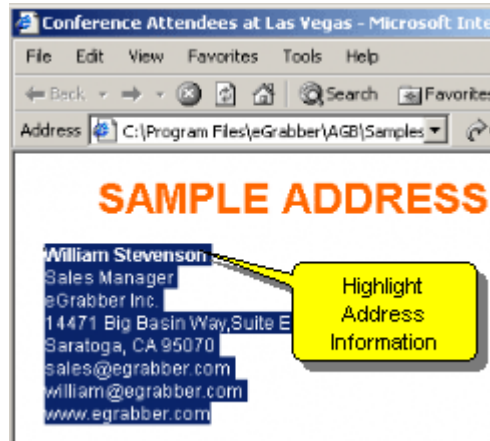 Conference Attendees at Las Vegas - Microsoft Inte
File Edit View Favorites Tools Help
Back Search Favorites
Address C:\Program Files\eGrabber\AGB\Samples
SAMPLE ADDRESS
William Stevenson
Sales Manager
eGrabber Inc.
14471 Big Basin Way,Suite E
Saratoga, CA 95070
sales@egrabber.com
william@egrabber.com
www.egrabber.com
Highlight
Address
Information